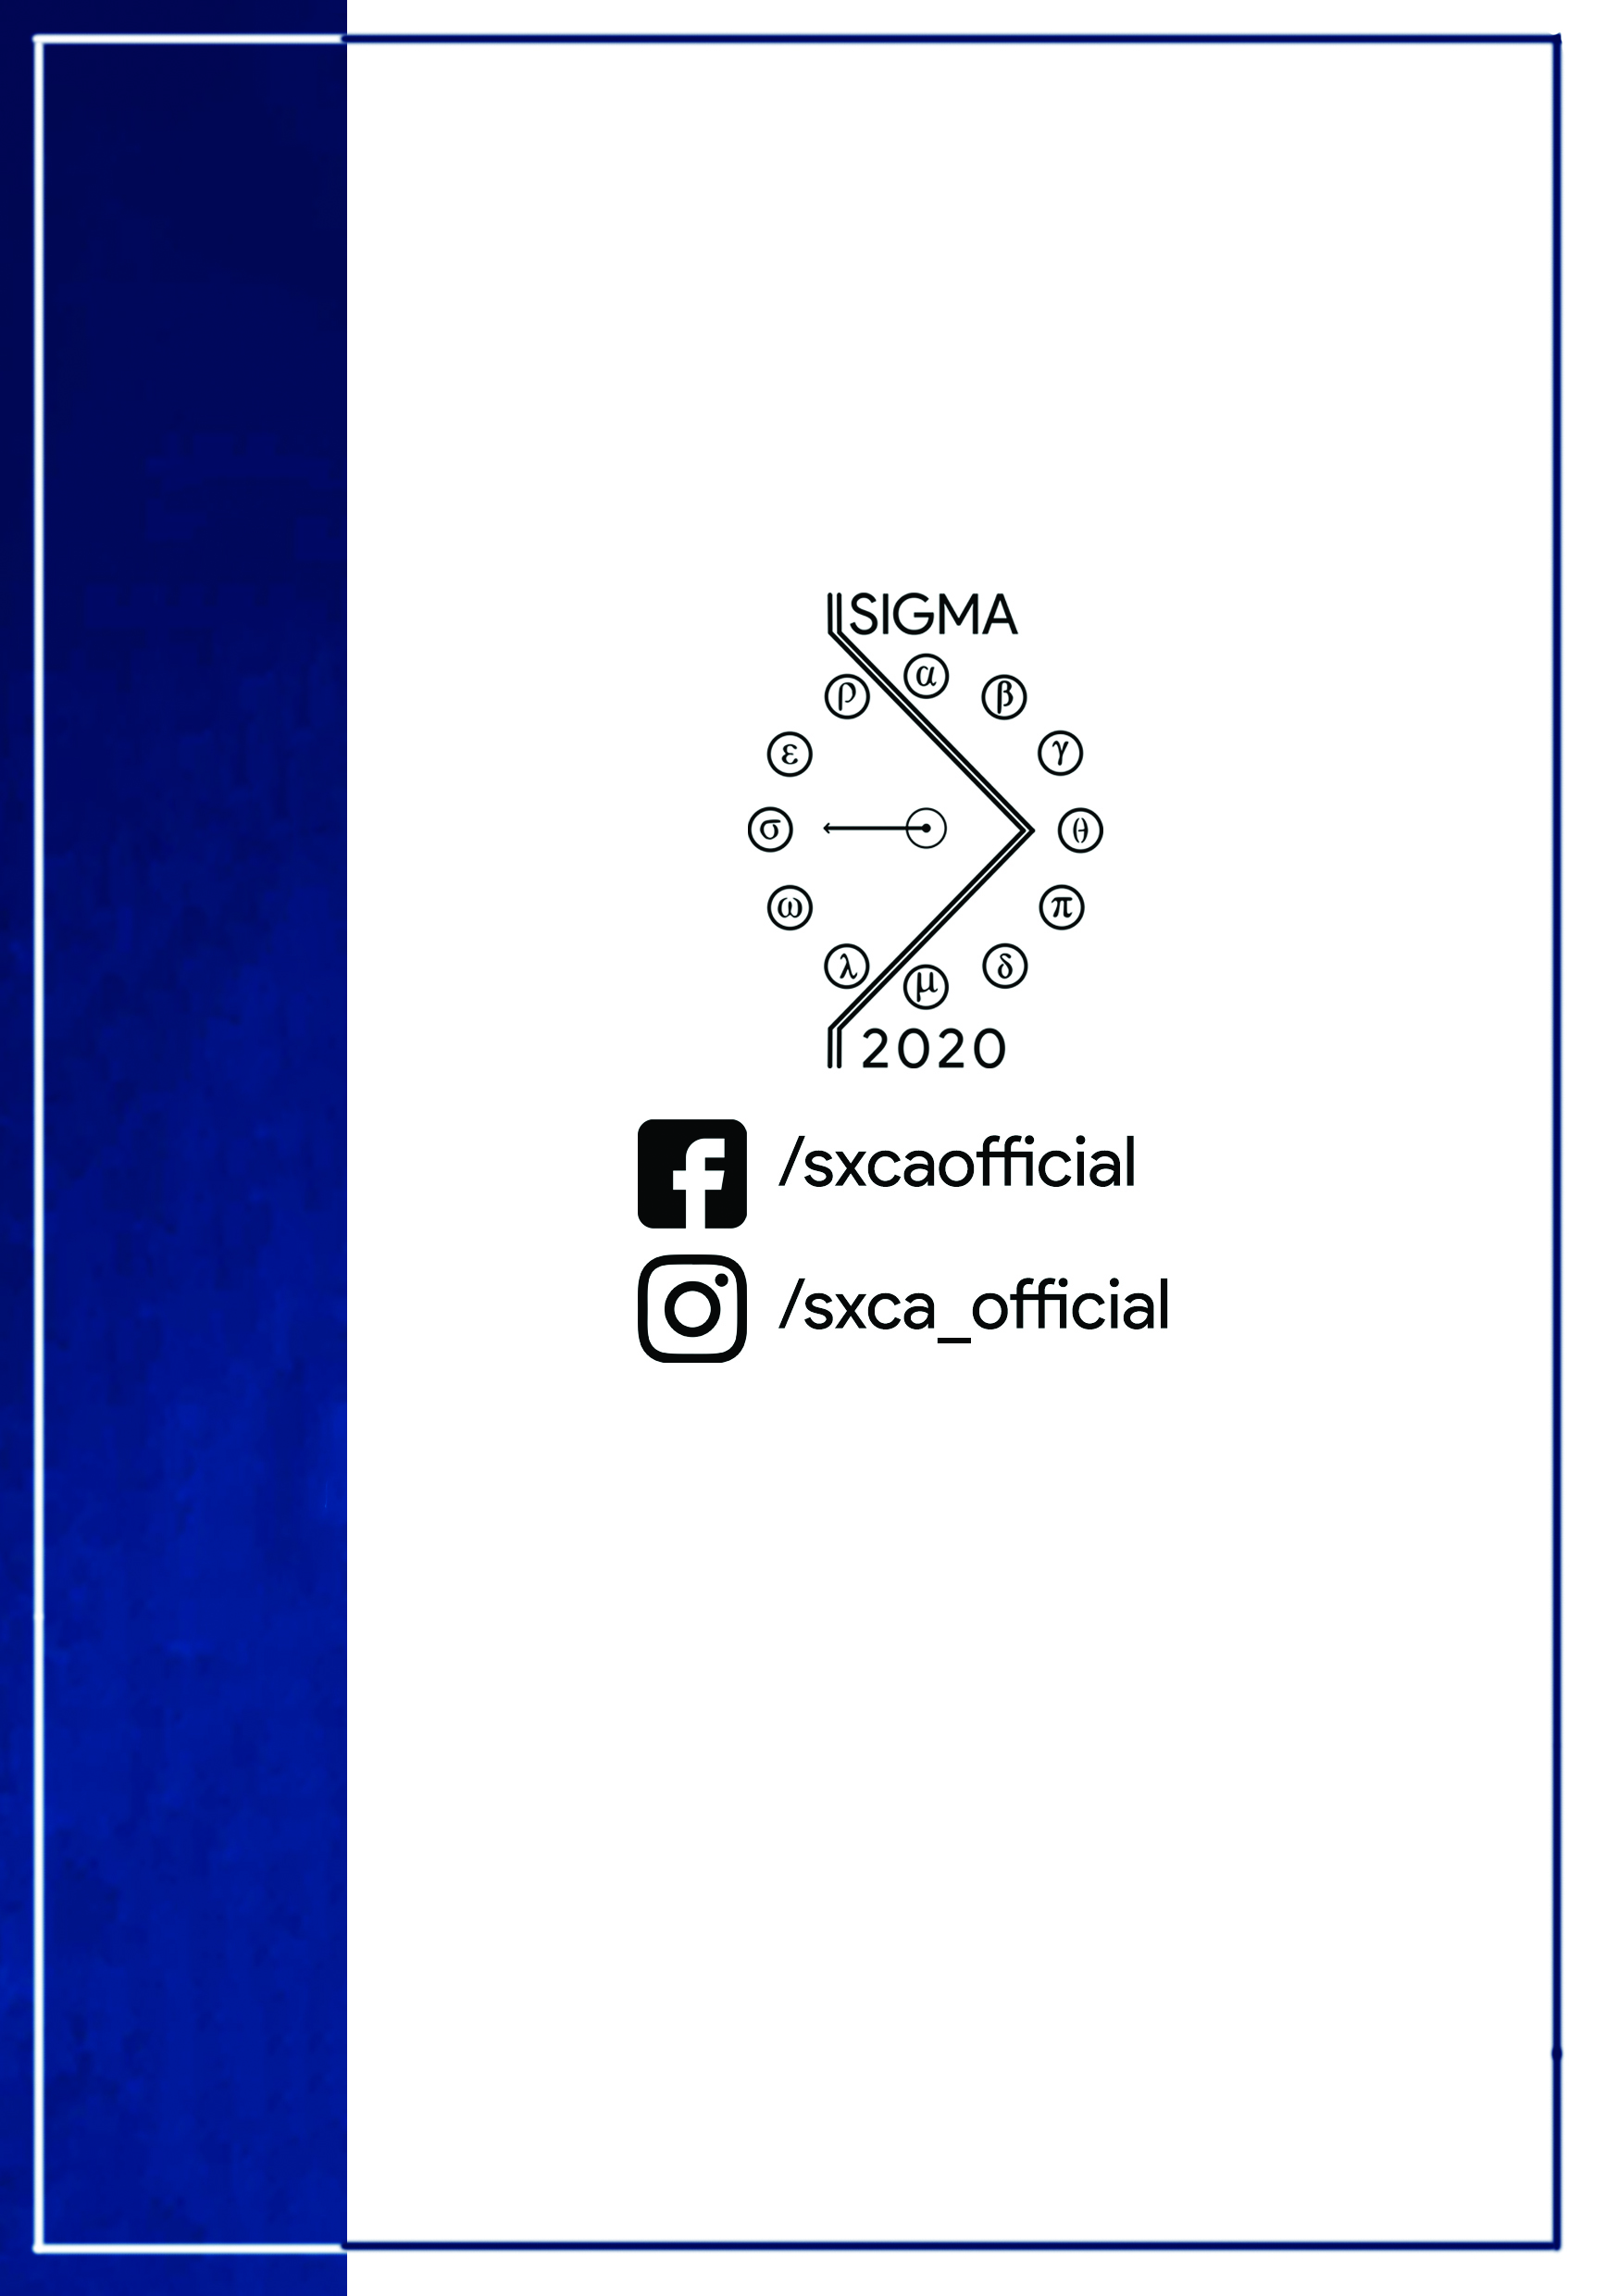 SIGMA
α
ρ β
ε γ
σ θ
ω π
λ δ
μ
2020
/sxcaofficial
/sxca_official